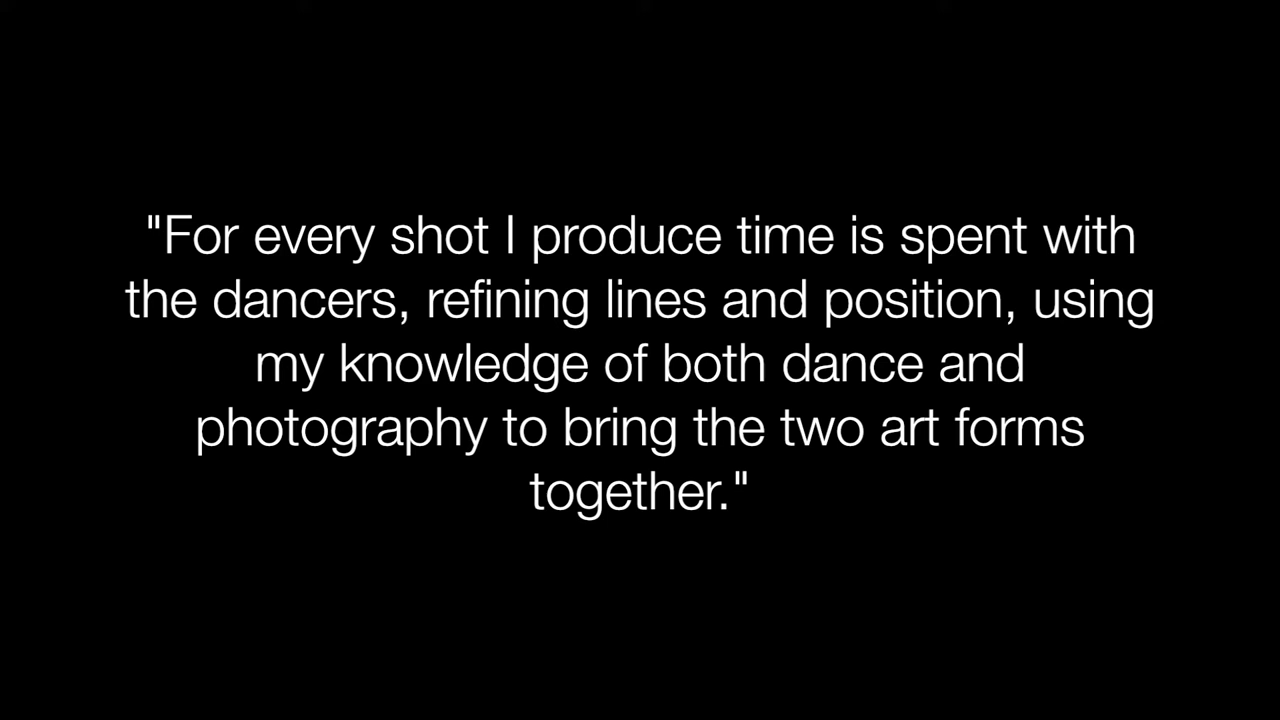 "For every shot I produce time is spent with
the dancers, refining lines and position, using
my knowledge of both dance and
photography to bring the two art forms
together."